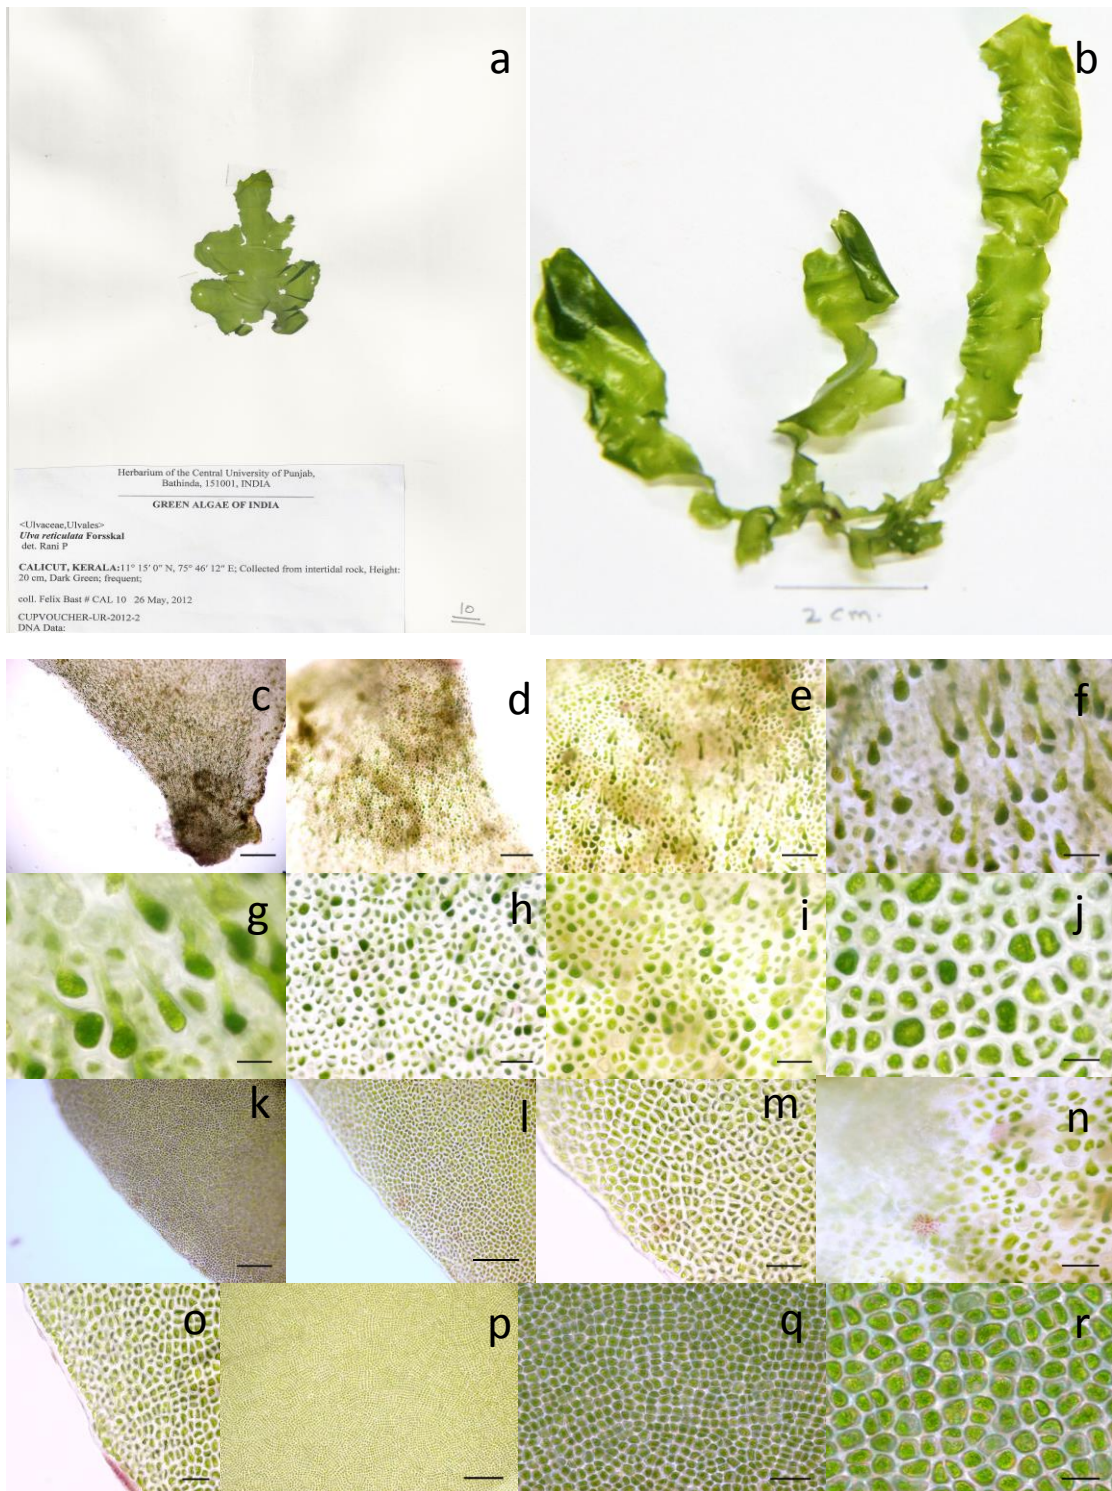 a
b
Herbarium of the Central University of Punjab,
Bathinda, 151001, INDIA
GREEN ALGAE OF INDIA
<Ulvaceae,Ulvales>
Ulva reticulata Forsskal
det. Rani P
CALICUT, KERALA:11° 15' 0" N, 75° 46' 12" E; Collected from intertidal rock, Height:
20 cm, Dark Green; frequent;
coll. Felix Bast # CAL 10 26 May, 2012
CUPVOUCHER-UR-2012-2
DNA Data:
10
2 cm.
c
d
e
f
g
h
i
j
k
l
m
n
o
p
q
r